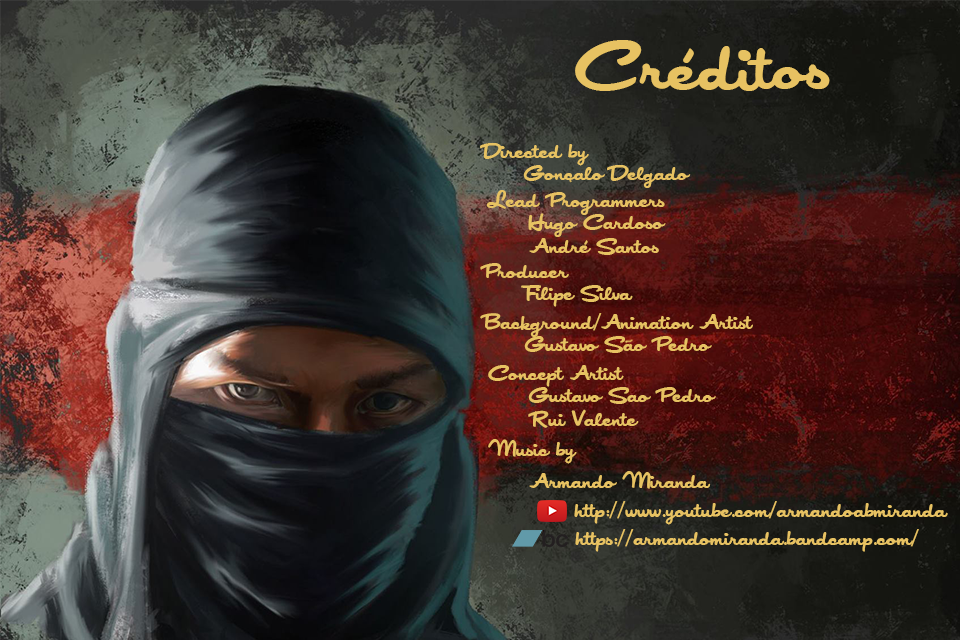 Créditos
Directed by
Gonçalo Delgado
Lead Programmers
Hugo Cardoso
André Santos
Producer
Filipe Silva
Background/Animation Artist
Gustavo São Pedro
Concept Artist
Gustavo Sao Pedro
Rui Valente
Music by
Armando Miranda
http://www.youtube.com/armandoabmiranda
bc https://armandomiranda.bandcamp.com/